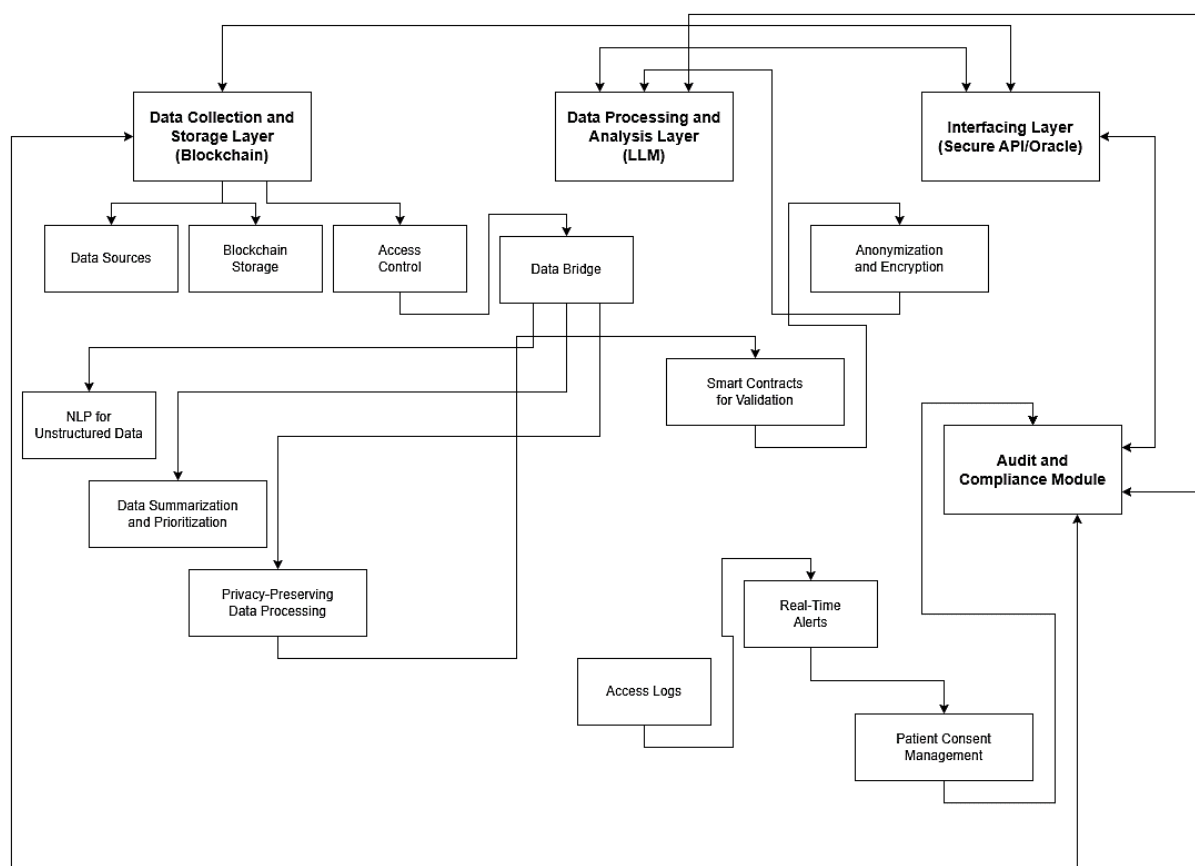 Data Collection and
Storage Layer
(Blockchain)
Data Processing and
Analysis Layer
(LLM)
Interfacing Layer
(Secure API/Oracle)
Data Sources
Blockchain
Storage
Access
Control
Data Bridge
Anonymization
and Encryption
NLP for
Unstructured Data
Smart Contracts
for Validation
Audit and
Compliance Module
Data Summarization
and Prioritization
Privacy-Preserving
Data Processing
Real-Time
Alerts
Access Logs
Patient Consent
Management